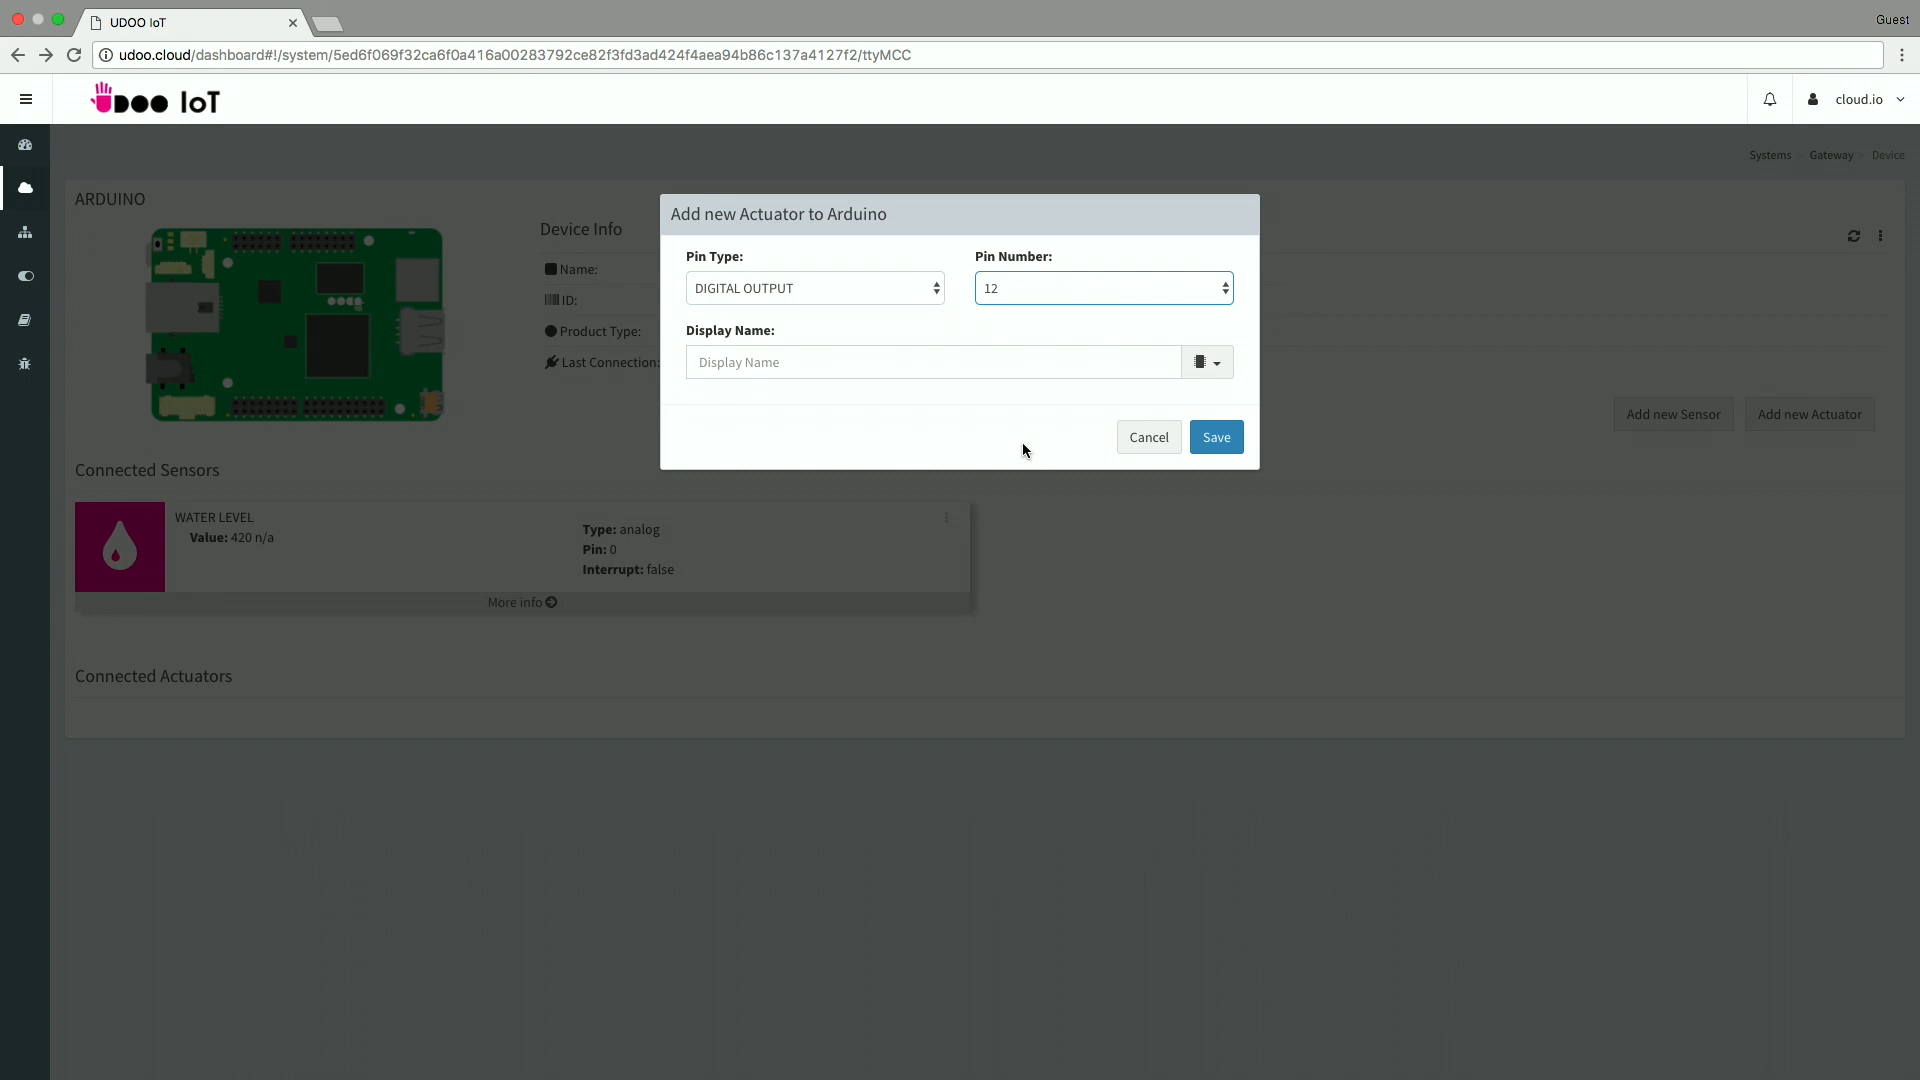 UDOO IoT
Guest
udoo.cloud/dashboard#!/system/5ed6f069f32ca6f0a416a00283792ce82f3fd3ad424f4aea94b86c137a4127f2/ttyMCC
UDOO IoT
cloud.io
Systems
Gateway
Device
ARDUINO
Device Info
Name:
ID:
Product Type:
Last Connection:
Add new Actuator to Arduino
Pin Type:
Pin Number:
DIGITAL OUTPUT
12
Display Name:
Display Name
Cancel
Save
Add new Sensor
Add new Actuator
Connected Sensors
WATER LEVEL
Value: 420 n/a
Type: analog
Pin: 0
Interrupt: false
More info
Connected Actuators